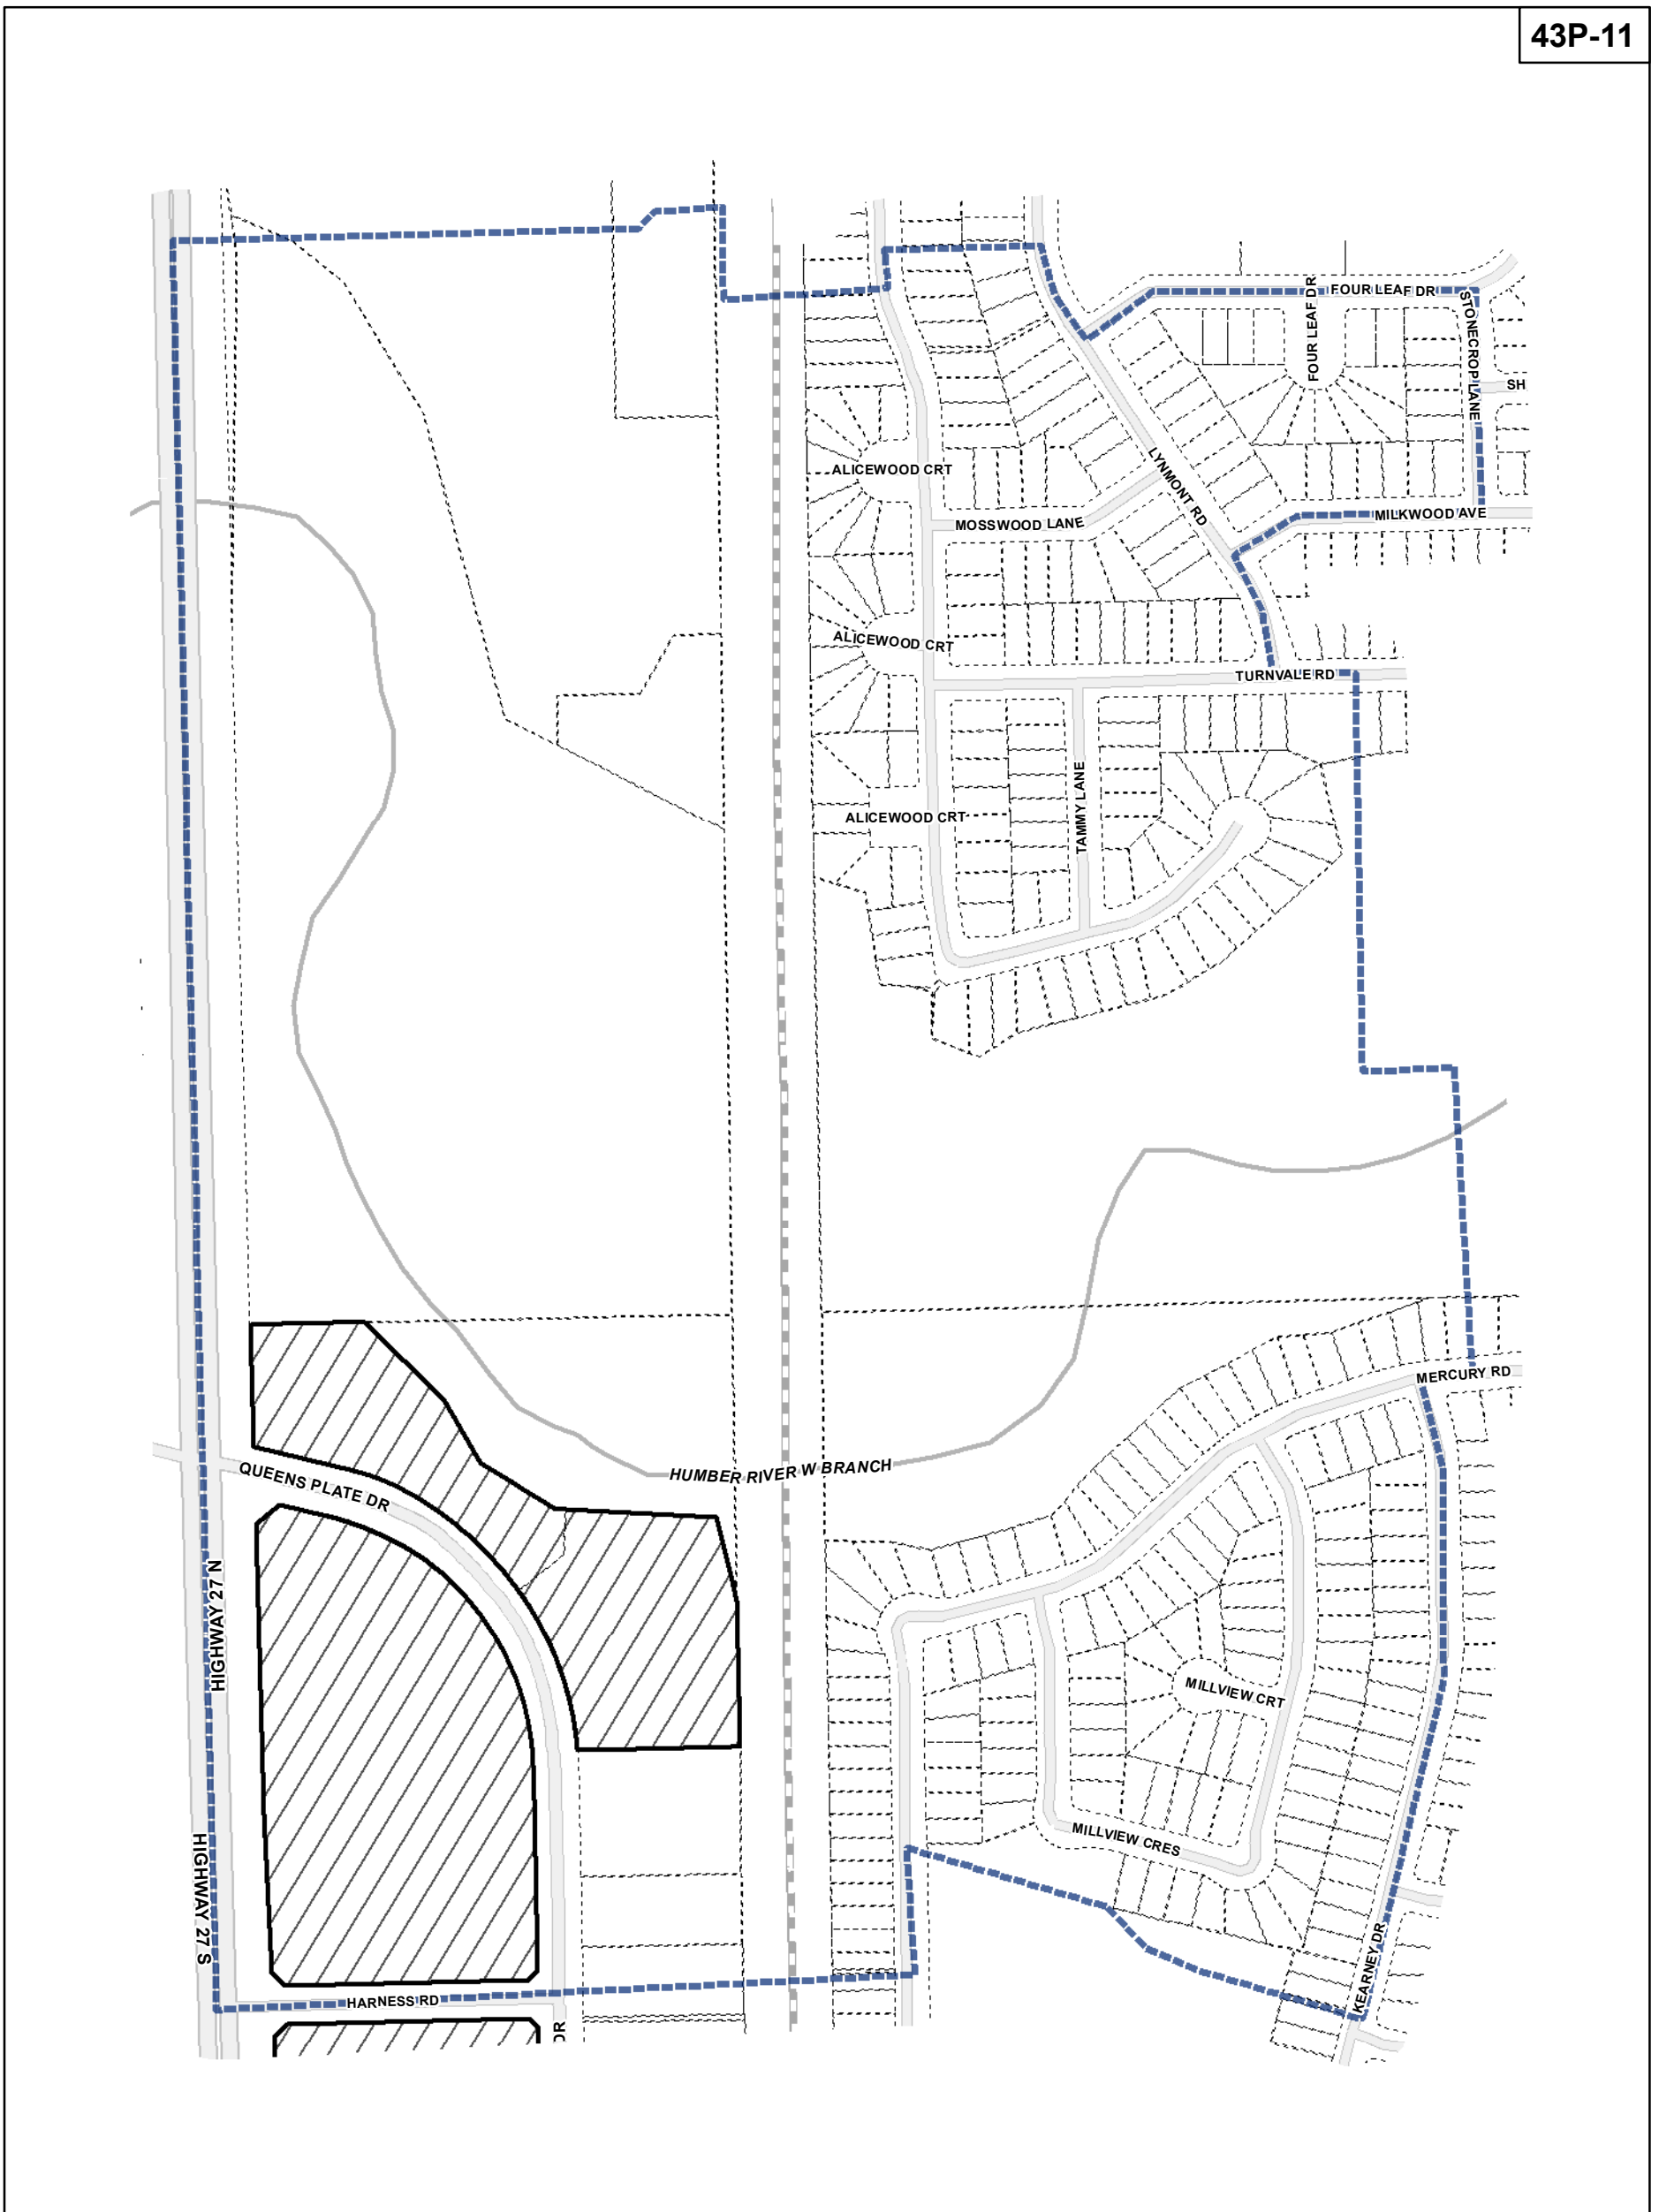 43P-11
FOUR LEAF DR
FOUR LEAF DR
STONECROP LANE
SH
ALICEWOOD CRT
LYNMONT RD
MOSSWOOD LANE
MILKWOOD AVE
ALICEWOOD CRT
TURNVALE RD
TAMMY LANE
ALICEWOOD CRT
MERCURY RD
HUMBER RIVER W BRANCH
QUEENS PLATE DR
HIGHWAY 27 N
MILLVIEW CRT
MILLVIEW CRES
HIGHWAY 27 S
KEARNEY DR
HARNESS RD
DR